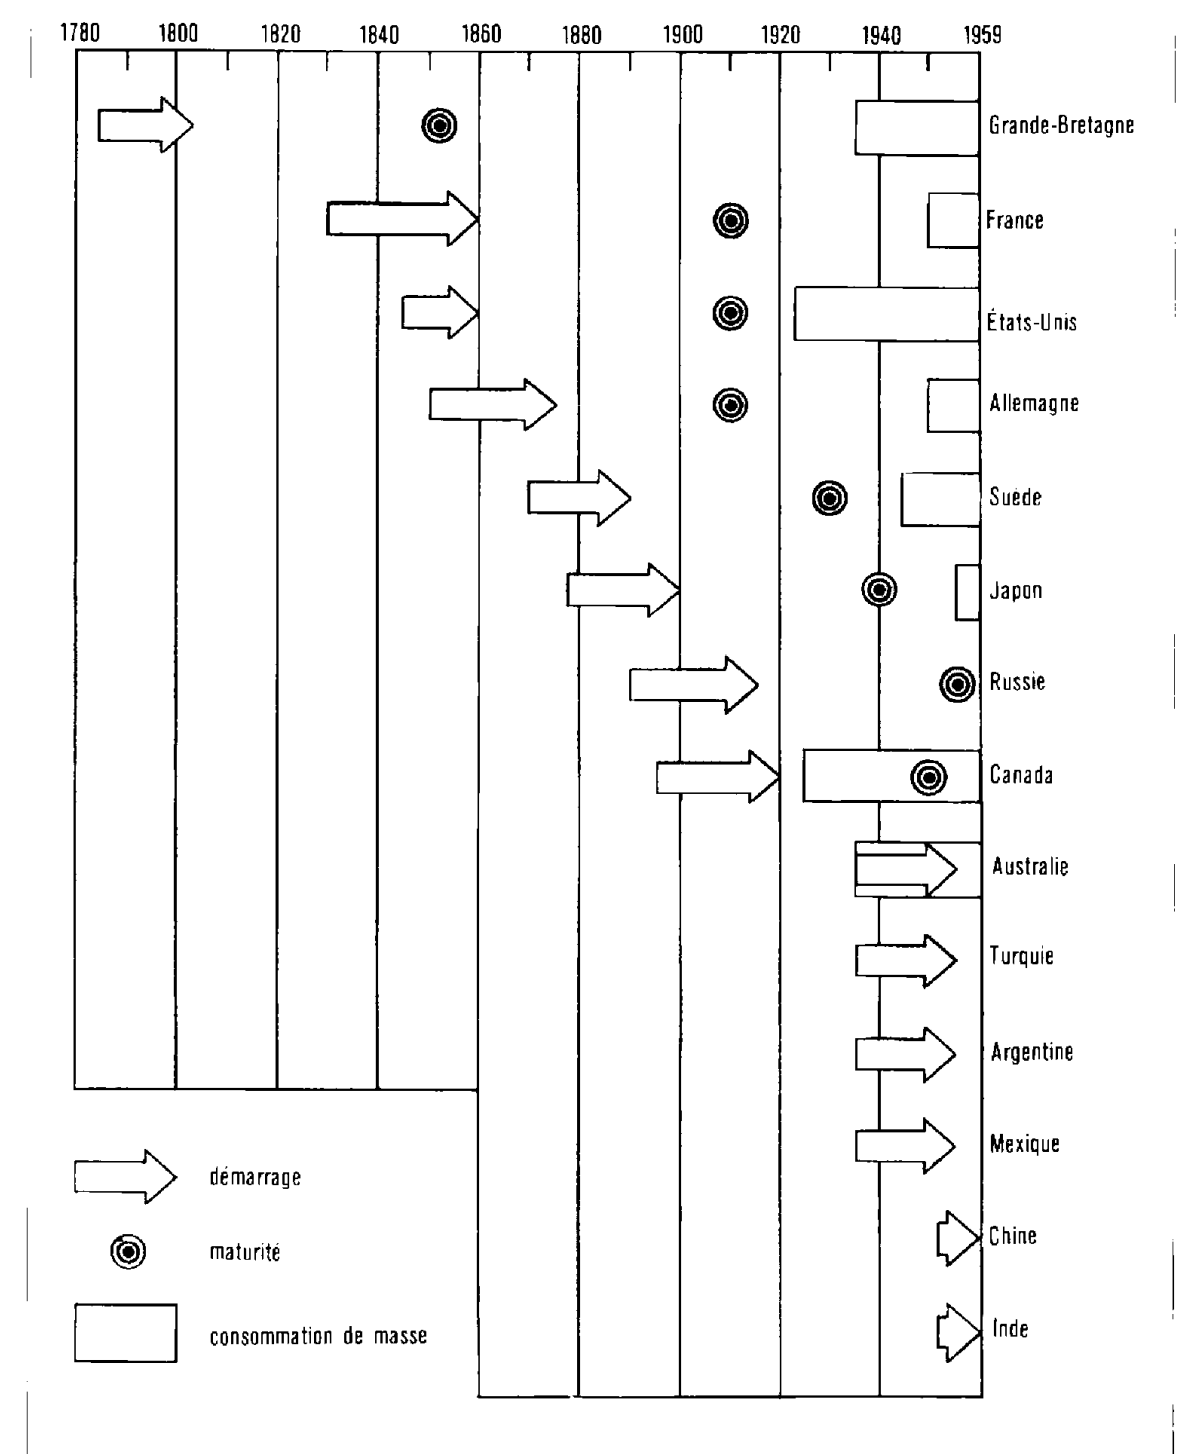 1780 1800 1820 1840 1860 1880 1900 1920 1940 1959
Grande-Bretagne
France
États-Unis
Allemagne
Suède
Japon
Russie
Canada
Australie
Turquie
Argentine
Mexique
démarrage
Chine
maturité
Inde
consommation de masse